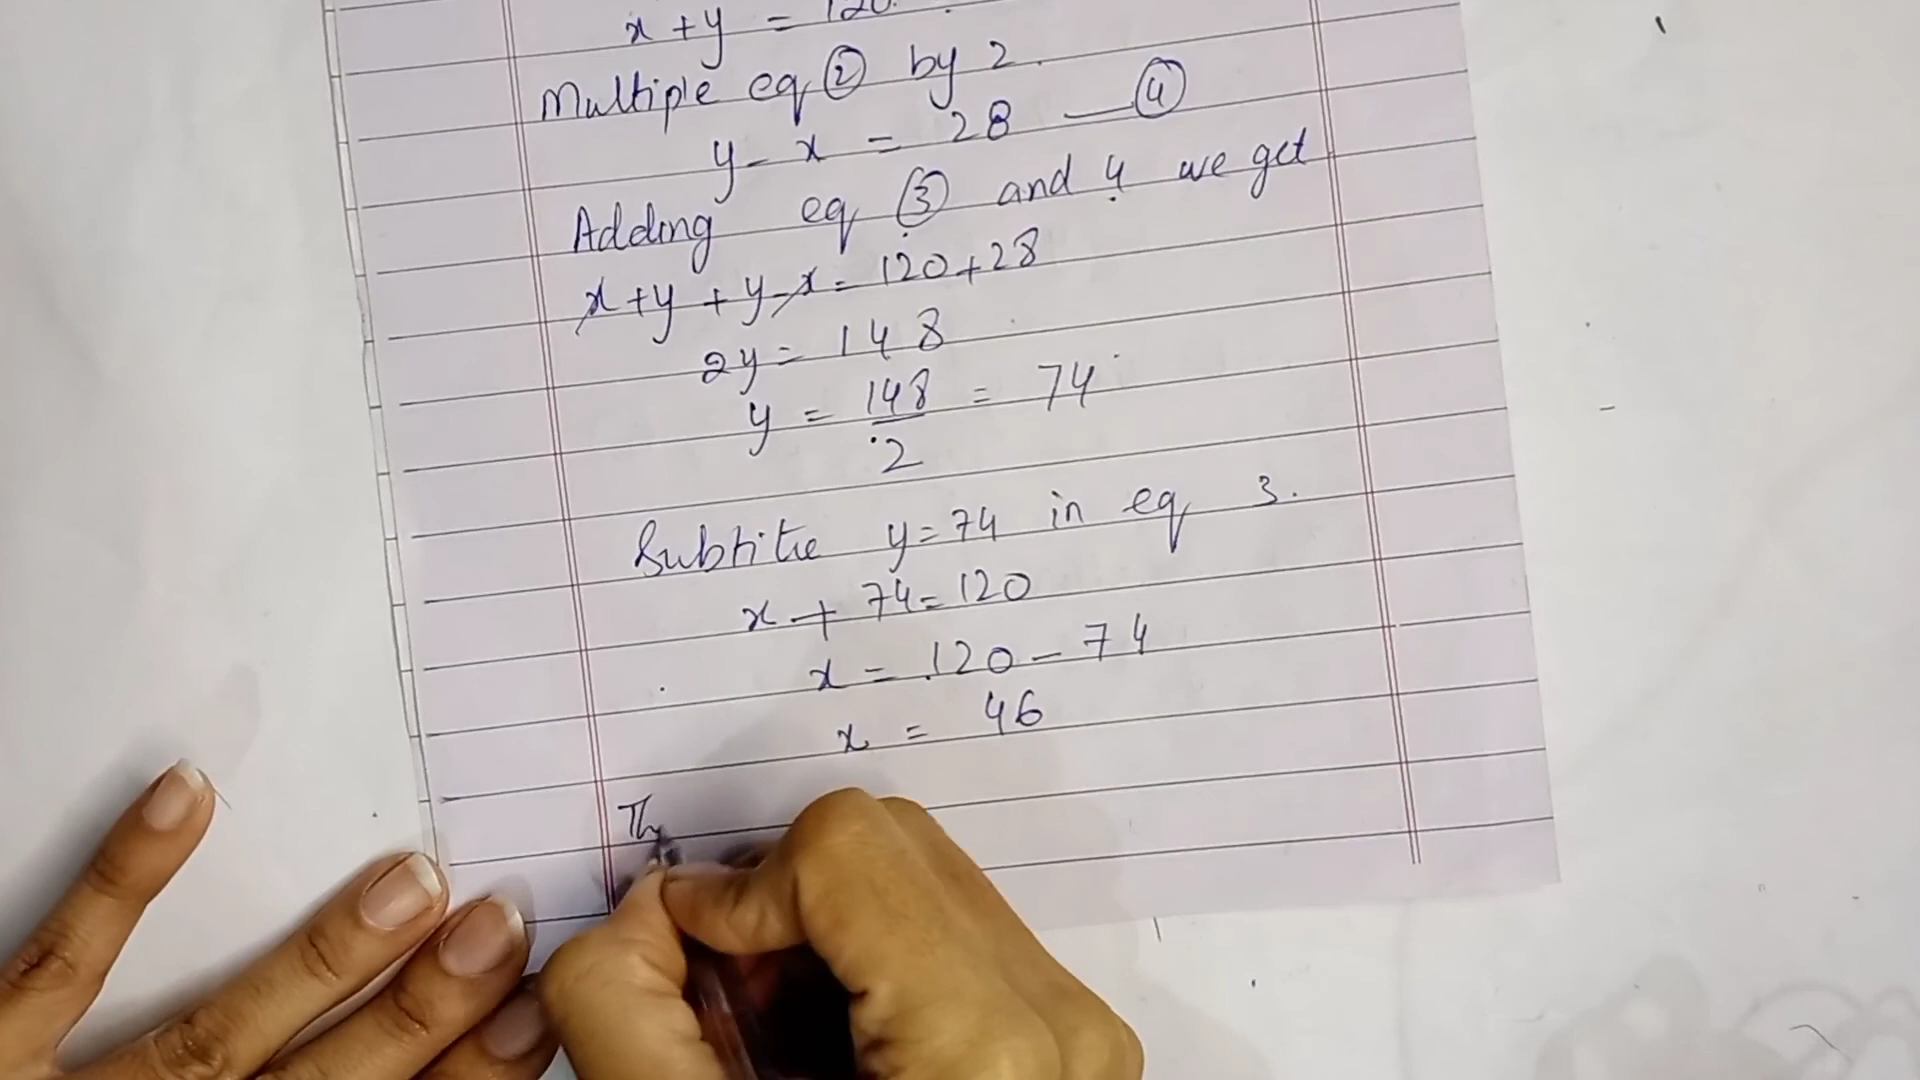 x + y = 120.
Multiple eq ② by 2.
y - x = 28 — ④
Adding eq ③ and 4 we get
x + y + y - x = 120 + 28
2y = 148
y = 148/2 = 74
Subtitue y = 74 in eq 3.
x + 74 = 120
x = 120 - 74
x = 46
Th